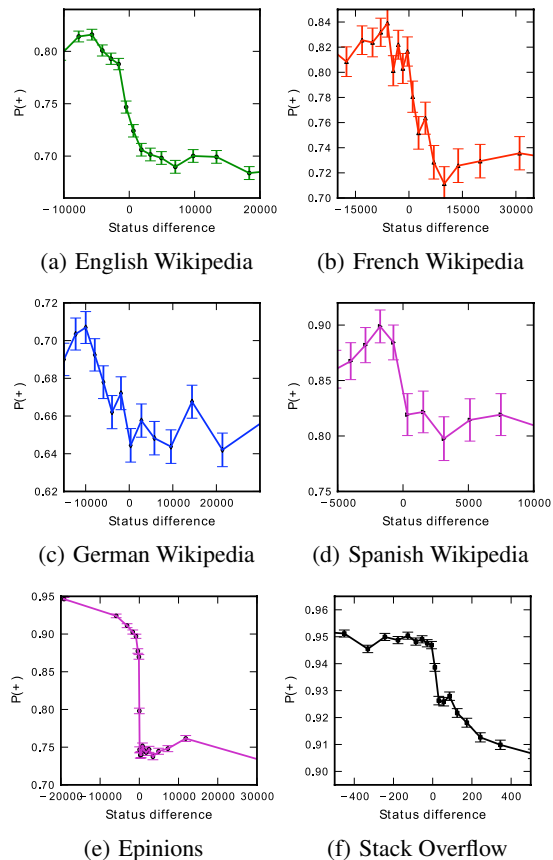 P(+)
0.80
0.75
0.70
−10000 0 10000 20000
Status difference
(a) English Wikipedia
P(+)
0.84
0.82
0.80
0.78
0.76
0.74
0.72
0.70
−15000 0 15000 30000
Status difference
(b) French Wikipedia
P(+)
0.72
0.70
0.68
0.66
0.64
0.62
−10000 0 10000 20000
Status difference
(c) German Wikipedia
P(+)
0.90
0.85
0.80
0.75
−5000 0 5000 10000
Status difference
(d) Spanish Wikipedia
P(+)
0.95
0.90
0.85
0.80
0.75
0.70
−20000 −10000 0 10000 20000 30000
Status difference
(e) Epinions
P(+)
0.96
0.95
0.94
0.93
0.92
0.91
0.90
−400 −200 0 200 400
Status difference
(f) Stack Overflow